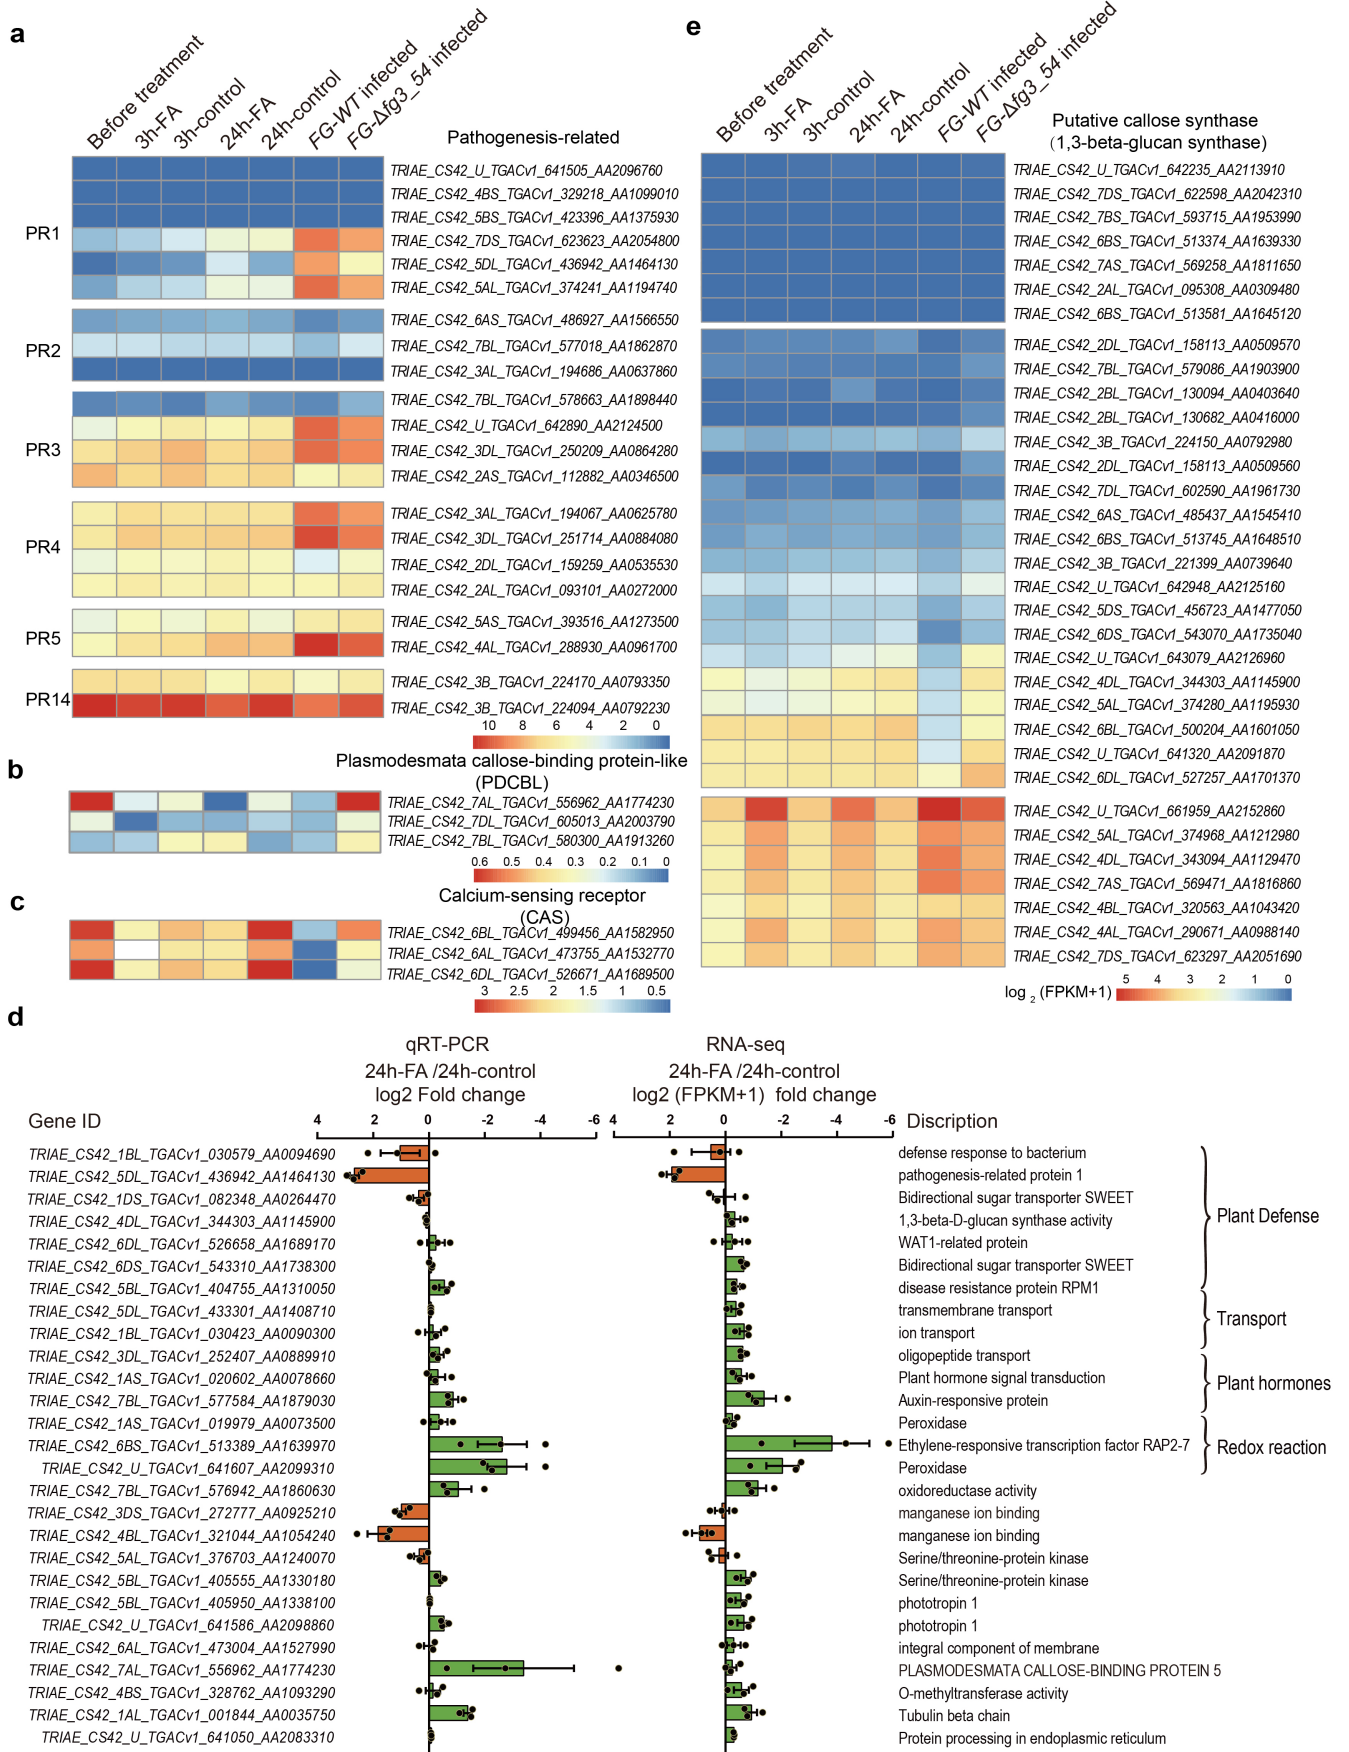 a
Before treatment
3h-FA
3h-control
24h-FA
24h-control
FG-WT infected
FG-Δfg3_54 infected
Pathogenesis-related
PR1
TRIAE_CS42_U_TGACv1_641505_AA2096760
TRIAE_CS42_4BS_TGACv1_329218_AA1099010
TRIAE_CS42_5BS_TGACv1_423396_AA1375930
TRIAE_CS42_7DS_TGACv1_623623_AA2054800
TRIAE_CS42_5DL_TGACv1_436942_AA1464130
TRIAE_CS42_5AL_TGACv1_374241_AA1194740
PR2
TRIAE_CS42_6AS_TGACv1_486927_AA1566550
TRIAE_CS42_7BL_TGACv1_577018_AA1862870
TRIAE_CS42_3AL_TGACv1_194686_AA0637860
PR3
TRIAE_CS42_7BL_TGACv1_578663_AA1898440
TRIAE_CS42_U_TGACv1_642890_AA2124500
TRIAE_CS42_3DL_TGACv1_250209_AA0864280
TRIAE_CS42_2AS_TGACv1_112882_AA0346500
PR4
TRIAE_CS42_3AL_TGACv1_194067_AA0625780
TRIAE_CS42_3DL_TGACv1_251714_AA0884080
TRIAE_CS42_2DL_TGACv1_159259_AA0535530
TRIAE_CS42_2AL_TGACv1_093101_AA0272000
PR5
TRIAE_CS42_5AS_TGACv1_393516_AA1273500
TRIAE_CS42_4AL_TGACv1_288930_AA0961700
PR14
TRIAE_CS42_3B_TGACv1_224170_AA0793350
TRIAE_CS42_3B_TGACv1_224094_AA0792230
10 8 6 4 2 0
b
Plasmodesmata callose-binding protein-like
(PDCBL)
TRIAE_CS42_7AL_TGACv1_556962_AA1774230
TRIAE_CS42_7DL_TGACv1_605013_AA2003790
TRIAE_CS42_7BL_TGACv1_580300_AA1913260
0.6 0.5 0.4 0.3 0.2 0.1 0
c
Calcium-sensing receptor
(CAS)
TRIAE_CS42_6BL_TGACv1_499456_AA1582950
TRIAE_CS42_6AL_TGACv1_473755_AA1532770
TRIAE_CS42_6DL_TGACv1_526671_AA1689500
3 2.5 2 1.5 1 0.5
e
Before treatment
3h-FA
3h-control
24h-FA
24h-control
FG-WT infected
FG-Δfg3_54 infected
Putative callose synthase
(1,3-beta-glucan synthase)
TRIAE_CS42_U_TGACv1_642235_AA2113910
TRIAE_CS42_7DS_TGACv1_622598_AA2042310
TRIAE_CS42_7BS_TGACv1_593715_AA1953990
TRIAE_CS42_6BS_TGACv1_513374_AA1639330
TRIAE_CS42_7AS_TGACv1_569258_AA1811650
TRIAE_CS42_2AL_TGACv1_095308_AA0309480
TRIAE_CS42_6BS_TGACv1_513581_AA1645120
TRIAE_CS42_2DL_TGACv1_158113_AA0509570
TRIAE_CS42_7BL_TGACv1_579086_AA1903900
TRIAE_CS42_2BL_TGACv1_130094_AA0403640
TRIAE_CS42_2BL_TGACv1_130682_AA0416000
TRIAE_CS42_3B_TGACv1_224150_AA0792980
TRIAE_CS42_2DL_TGACv1_158113_AA0509560
TRIAE_CS42_7DL_TGACv1_602590_AA1961730
TRIAE_CS42_6AS_TGACv1_485437_AA1545410
TRIAE_CS42_6BS_TGACv1_513745_AA1648510
TRIAE_CS42_3B_TGACv1_221399_AA0739640
TRIAE_CS42_U_TGACv1_642948_AA2125160
TRIAE_CS42_5DS_TGACv1_456723_AA1477050
TRIAE_CS42_6DS_TGACv1_543070_AA1735040
TRIAE_CS42_U_TGACv1_643079_AA2126960
TRIAE_CS42_4DL_TGACv1_344303_AA1145900
TRIAE_CS42_5AL_TGACv1_374280_AA1195930
TRIAE_CS42_6BL_TGACv1_500204_AA1601050
TRIAE_CS42_U_TGACv1_641320_AA2091870
TRIAE_CS42_6DL_TGACv1_527257_AA1701370
TRIAE_CS42_U_TGACv1_661959_AA2152860
TRIAE_CS42_5AL_TGACv1_374968_AA1212980
TRIAE_CS42_4DL_TGACv1_343094_AA1129470
TRIAE_CS42_7AS_TGACv1_569471_AA1816860
TRIAE_CS42_4BL_TGACv1_320563_AA1043420
TRIAE_CS42_4AL_TGACv1_290671_AA0988140
TRIAE_CS42_7DS_TGACv1_623297_AA2051690
log 2 (FPKM+1) 5 4 3 2 1 0
d
qRT-PCR
24h-FA /24h-control
log2 Fold change
RNA-seq
24h-FA /24h-control
log2 (FPKM+1) fold change
Gene ID 4 2 0 -2 -4 -6 4 2 0 -2 -4 -6 Discription
TRIAE_CS42_1BL_TGACv1_030579_AA0094690 defense response to bacterium
TRIAE_CS42_5DL_TGACv1_436942_AA1464130 pathogenesis-related protein 1
TRIAE_CS42_1DS_TGACv1_082348_AA0264470 Bidirectional sugar transporter SWEET
TRIAE_CS42_4DL_TGACv1_344303_AA1145900 1,3-beta-D-glucan synthase activity
TRIAE_CS42_6DL_TGACv1_526658_AA1689170 WAT1-related protein
TRIAE_CS42_6DS_TGACv1_543310_AA1738300 Bidirectional sugar transporter SWEET
TRIAE_CS42_5BL_TGACv1_404755_AA1310050 disease resistance protein RPM1
TRIAE_CS42_5DL_TGACv1_433301_AA1408710 transmembrane transport
TRIAE_CS42_1BL_TGACv1_030423_AA0090300 ion transport
TRIAE_CS42_3DL_TGACv1_252407_AA0889910 oligopeptide transport
TRIAE_CS42_1AS_TGACv1_020602_AA0078660 Plant hormone signal transduction
TRIAE_CS42_7BL_TGACv1_577584_AA1879030 Auxin-responsive protein
TRIAE_CS42_1AS_TGACv1_019979_AA0073500 Peroxidase
TRIAE_CS42_6BS_TGACv1_513389_AA1639970 Ethylene-responsive transcription factor RAP2-7
TRIAE_CS42_U_TGACv1_641607_AA2099310 Peroxidase
TRIAE_CS42_7BL_TGACv1_576942_AA1860630 oxidoreductase activity
TRIAE_CS42_3DS_TGACv1_272777_AA0925210 manganese ion binding
TRIAE_CS42_4BL_TGACv1_321044_AA1054240 manganese ion binding
TRIAE_CS42_5AL_TGACv1_376703_AA1240070 Serine/threonine-protein kinase
TRIAE_CS42_5BL_TGACv1_405555_AA1330180 Serine/threonine-protein kinase
TRIAE_CS42_5BL_TGACv1_405950_AA1338100 phototropin 1
TRIAE_CS42_U_TGACv1_641586_AA2098860 phototropin 1
TRIAE_CS42_6AL_TGACv1_473004_AA1527990 integral component of membrane
TRIAE_CS42_7AL_TGACv1_556962_AA1774230 PLASMODESMATA CALLOSE-BINDING PROTEIN 5
TRIAE_CS42_4BS_TGACv1_328762_AA1093290 O-methyltransferase activity
TRIAE_CS42_1AL_TGACv1_001844_AA0035750 Tubulin beta chain
TRIAE_CS42_U_TGACv1_641050_AA2083310 Protein processing in endoplasmic reticulum
Plant Defense
Transport
Plant hormones
Redox reaction